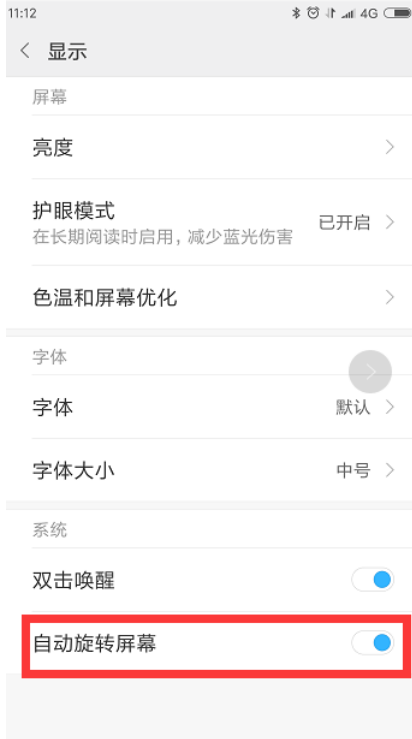 11:12
4G
显示
屏幕
亮度
护眼模式
在长期阅读时启用，减少蓝光伤害
已开启
色温和屏幕优化
字体
字体
默认
字体大小
中号
系统
双击唤醒
自动旋转屏幕